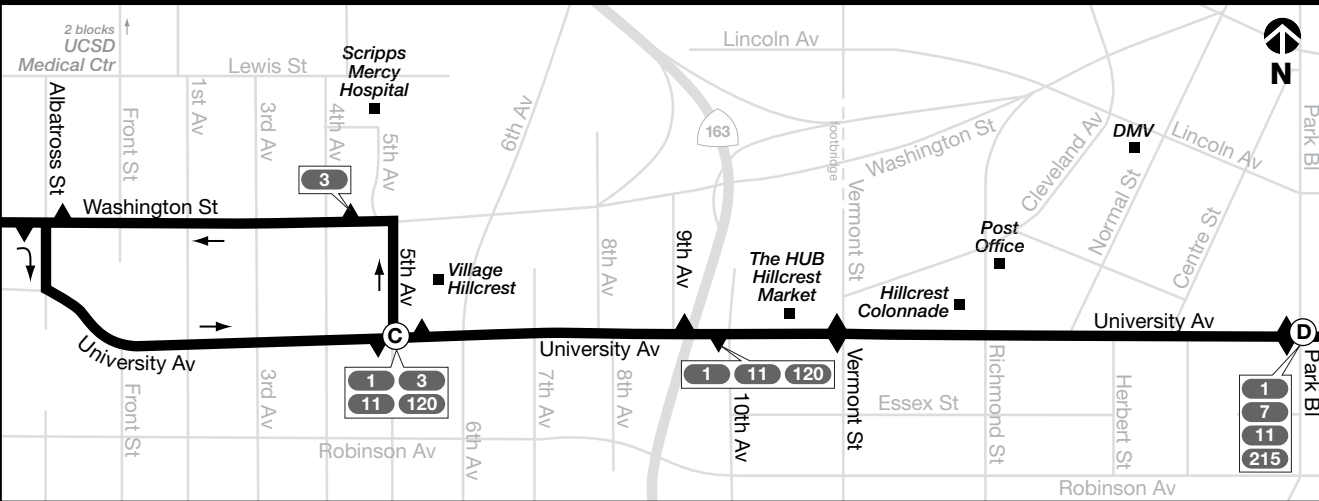 2 blocks
UCSD
Medical Ctr
Lewis St
Scripps
Mercy
Hospital
Lincoln Av
N
Albatross St
Front St
1st Av
3rd Av
4th Av
5th Av
6th Av
163
footbridge
Washington St
Cleveland Av
DMV
Lincoln Av
Park Bl
3
Washington St
Vermont St
Normal St
Centre St
5th Av
Village
Hillcrest
8th Av
9th Av
The HUB
Hillcrest
Market
Post
Office
Hillcrest
Colonnade
University Av
C
University Av
University Av
D
1 3
11 120
1 11 120
Front St
3rd Av
6th Av
7th Av
8th Av
10th Av
Vermont St
Essex St
Richmond St
Herbert St
Park Bl
1
7
11
215
Robinson Av
Robinson Av